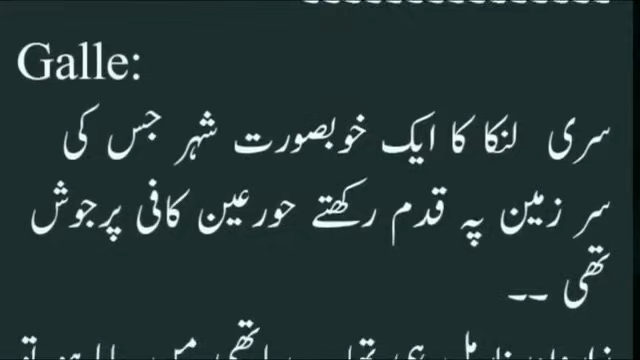 Galle:
سری لنکا کا ایک خوبصورت شہر جس کی
سر زمین پہ قدم رکھتے حورعین کافی پرجوش
تھی --